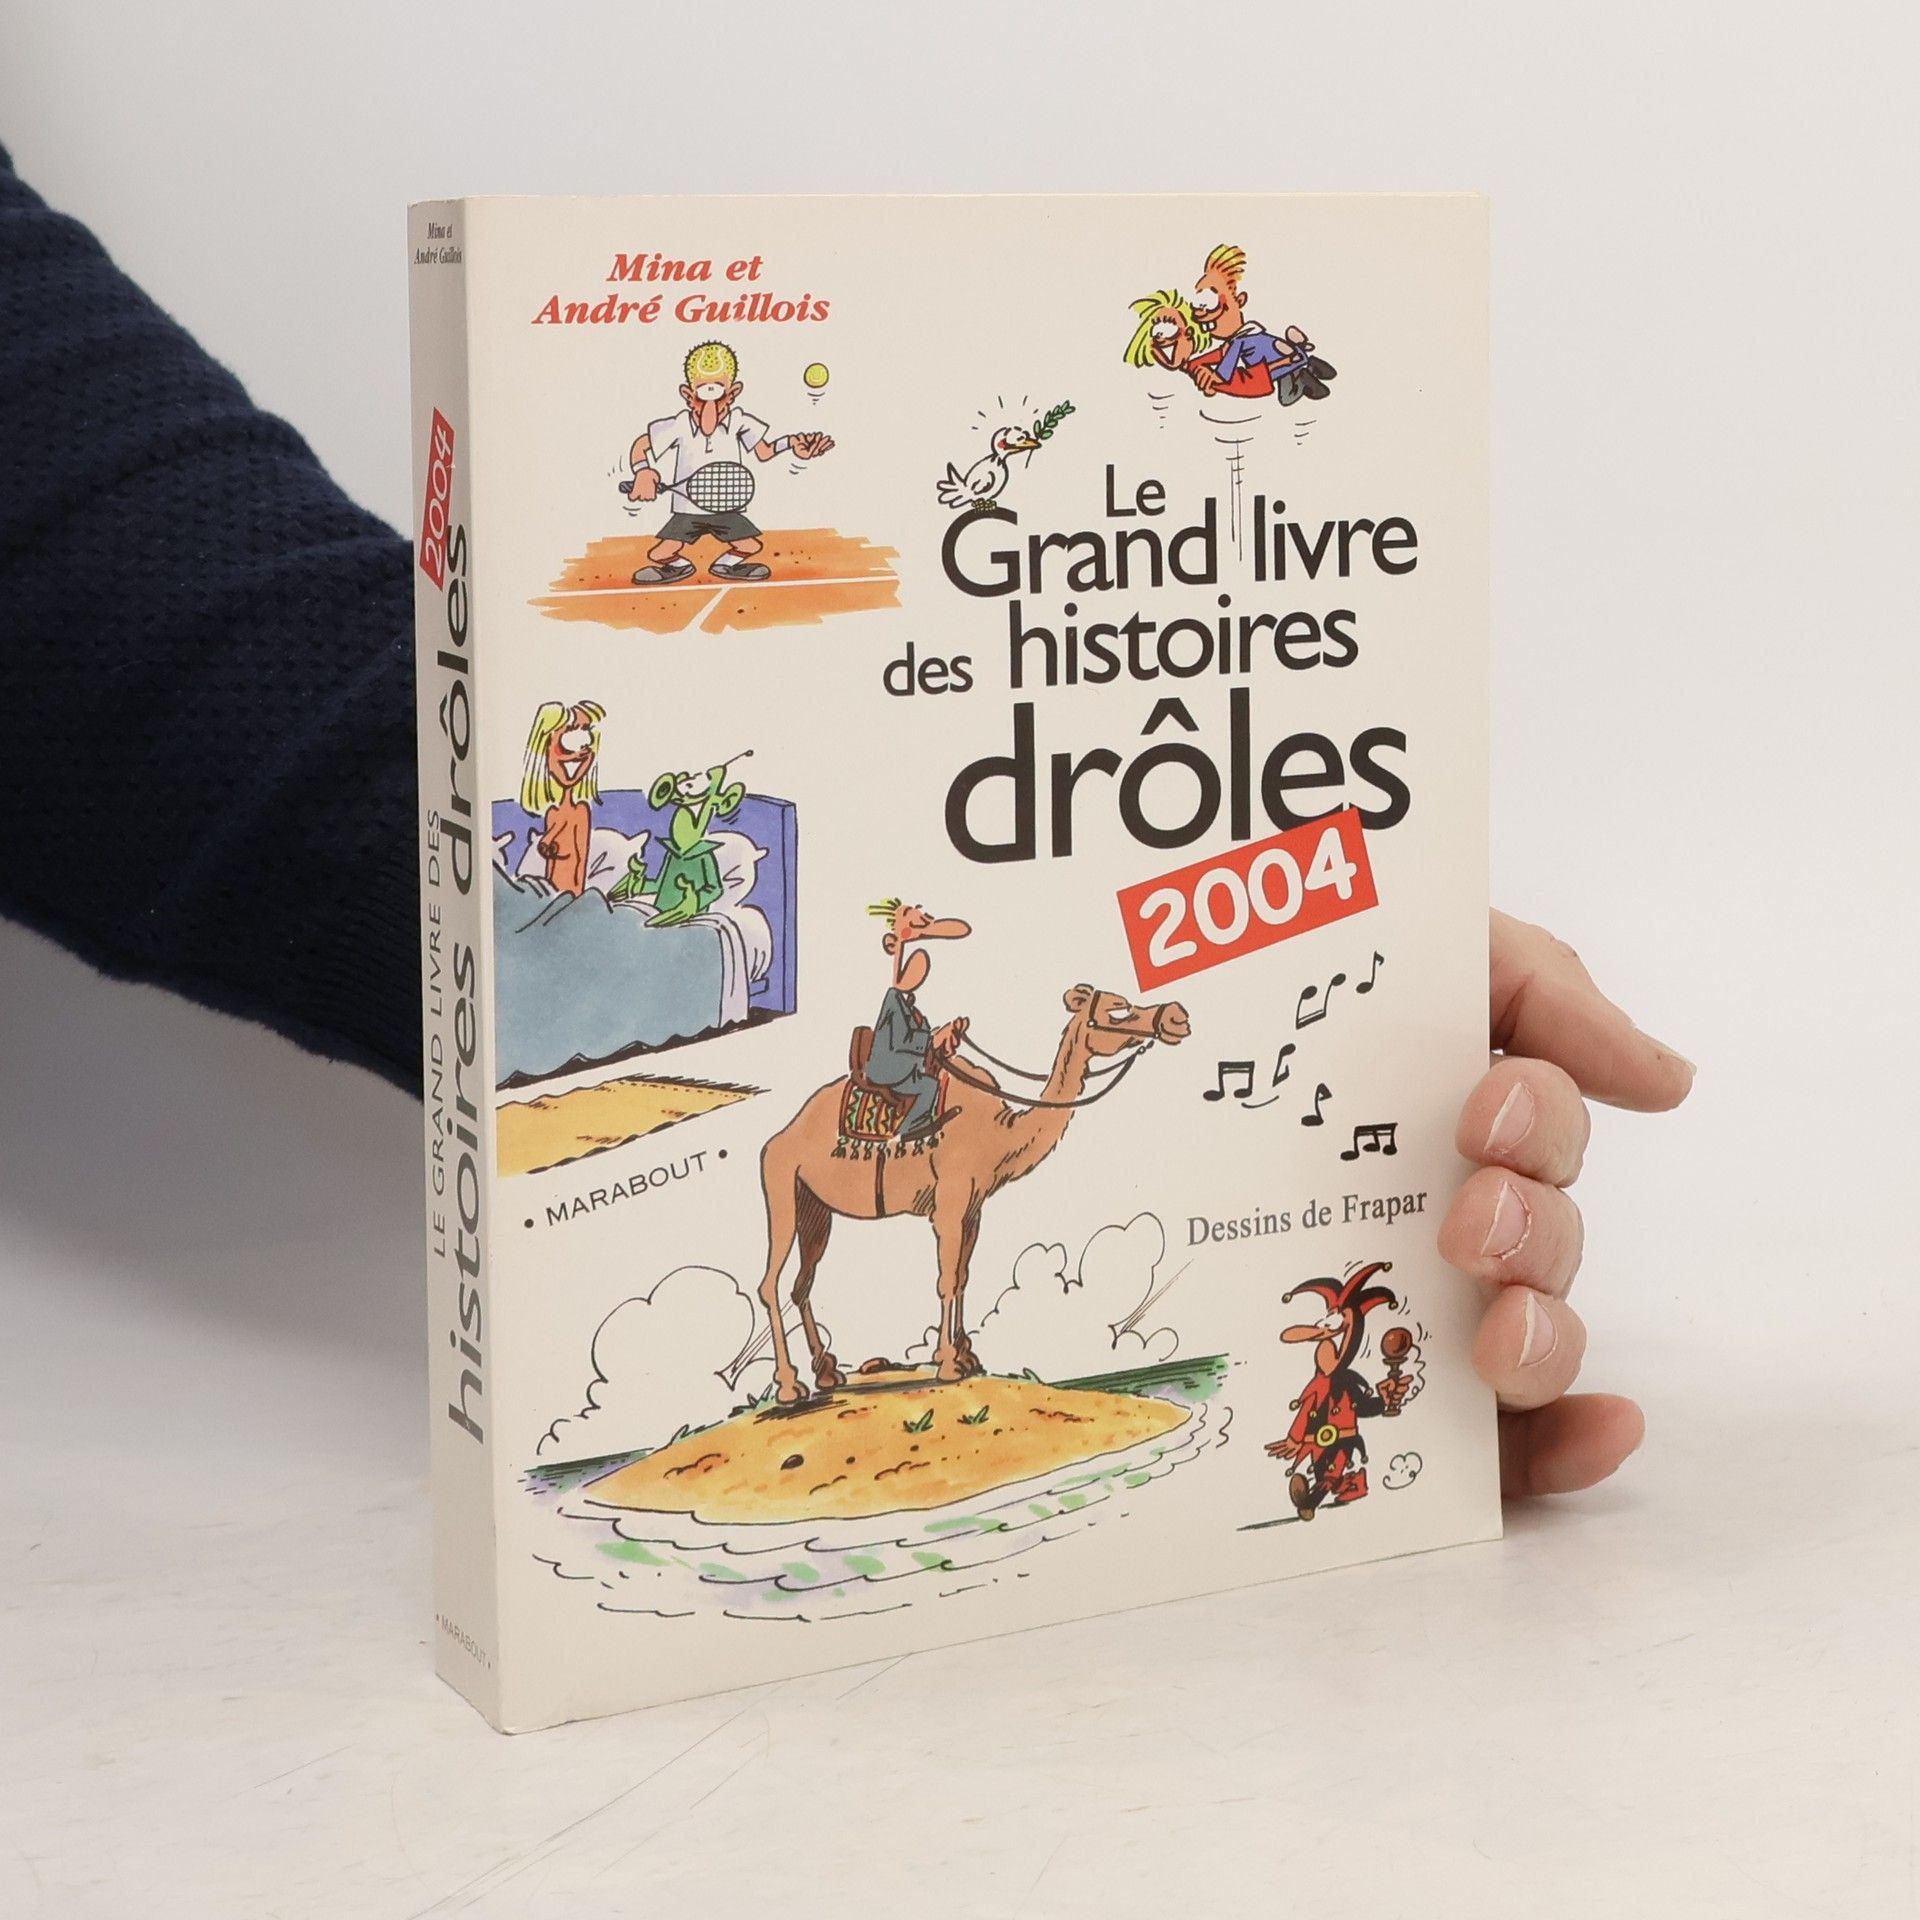 Mina et
André Guillois
Le
Grand livre
des histoires
drôles
2004
• MARABOUT •
Dessins de Frapar
Mina et
André Guillois
LE GRAND LIVRE DES
histoires drôles
2004
• MARABOUT •